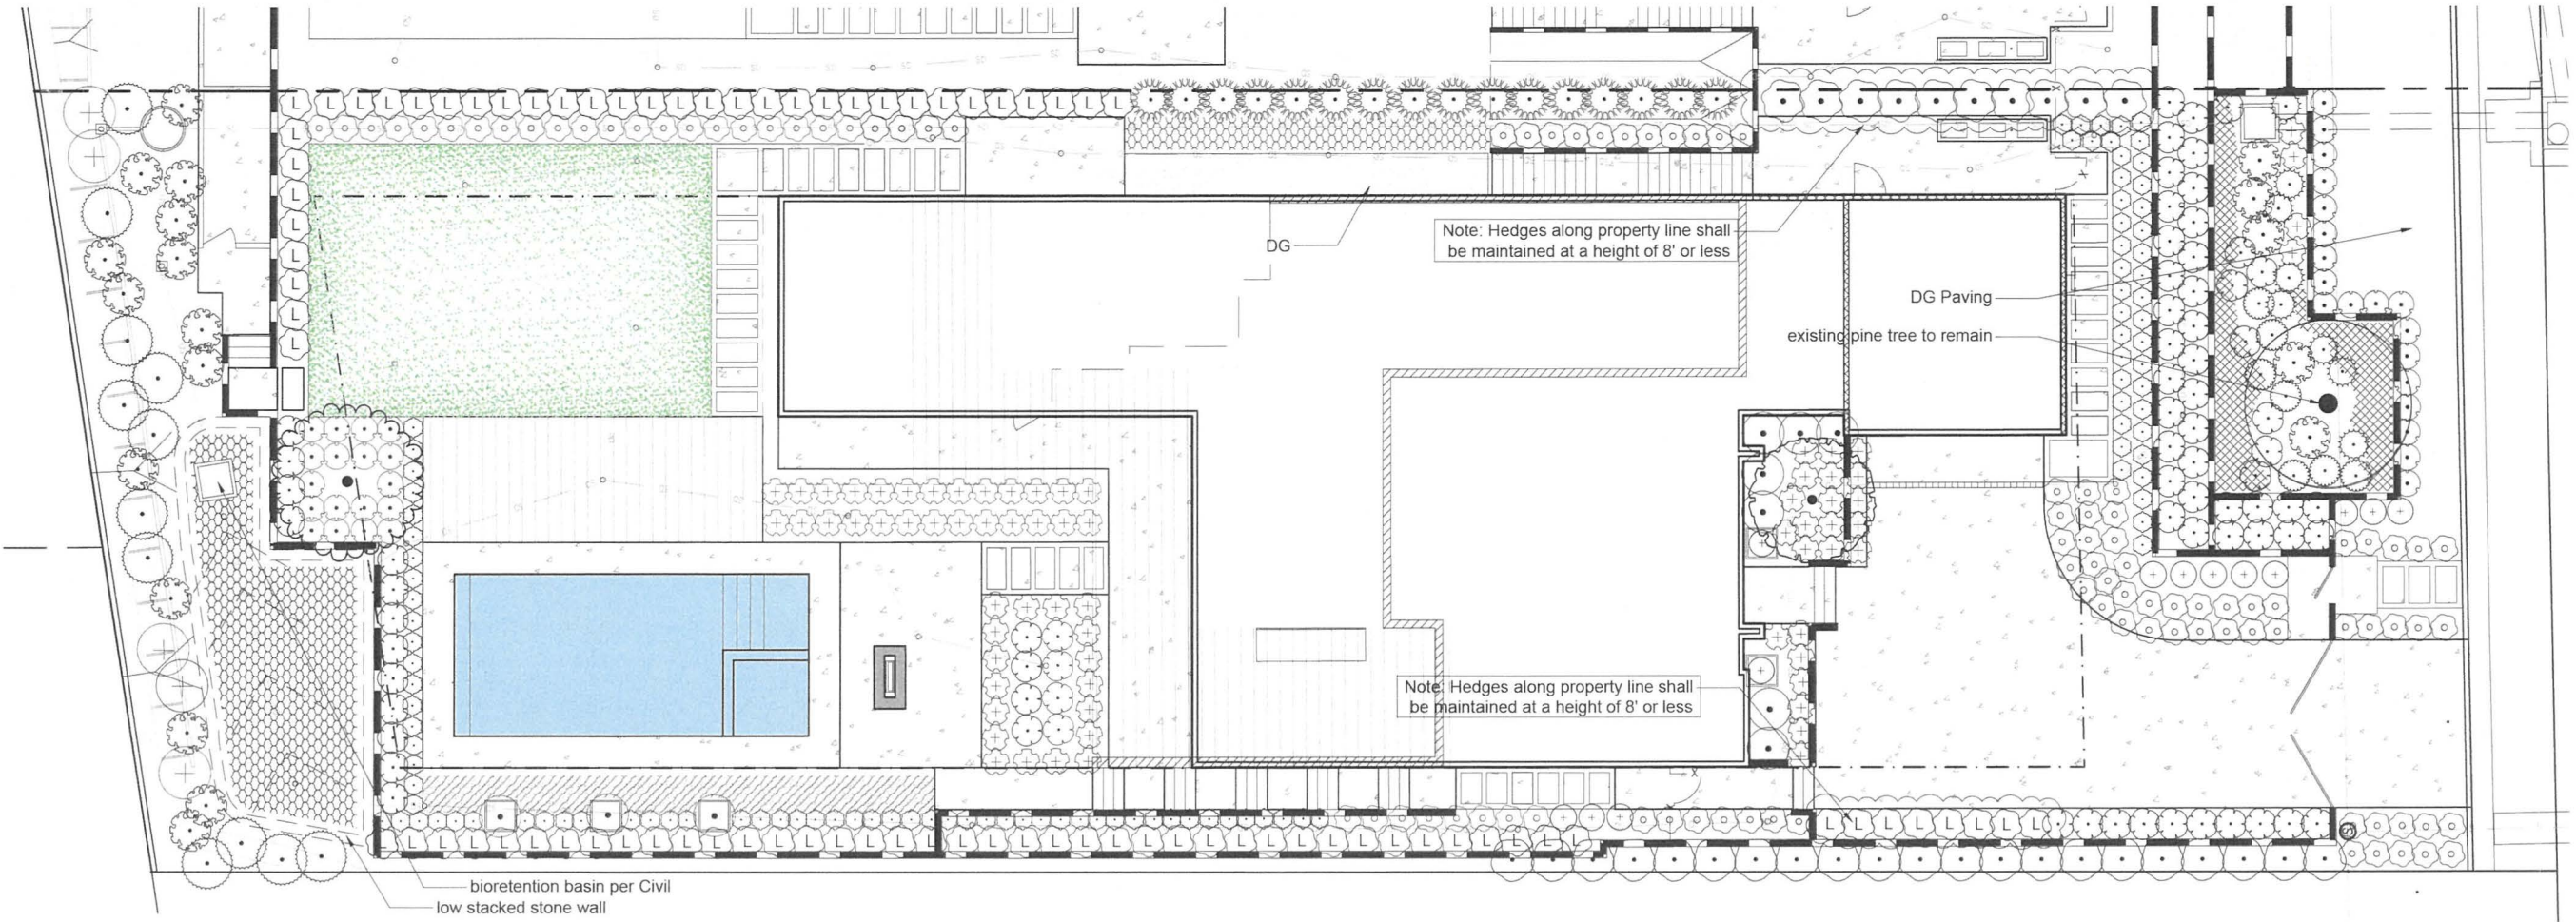 DG
Note: Hedges along property line shall
be maintained at a height of 8' or less
DG Paving
existing pine tree to remain
Note: Hedges along property line shall
be maintained at a height of 8' or less
bioretention basin per Civil
low stacked stone wall